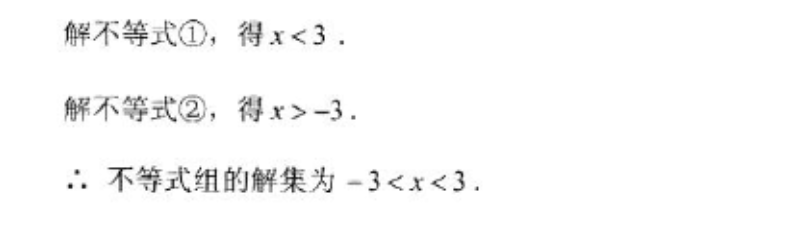 解不等式①，得 x < 3 .
解不等式②，得 x > −3 .
∴ 不等式组的解集为 −3 < x < 3 .